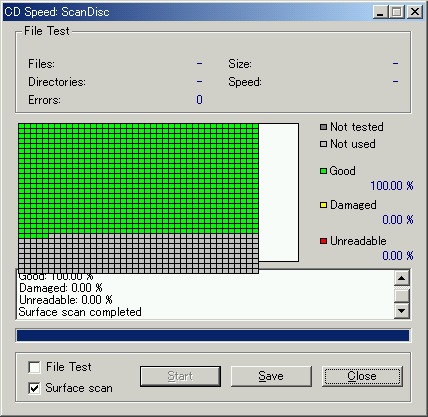 CD Speed: ScanDisc
File Test
Files: - Size: -
Directories: - Speed: -
Errors: 0
Not tested
Not used
Good
100.00 %
Damaged
0.00 %
Unreadable
0.00 %
Good: 100.00 %
Damaged: 0.00 %
Unreadable: 0.00 %
Surface scan completed
File Test
Surface scan
Start Save Close